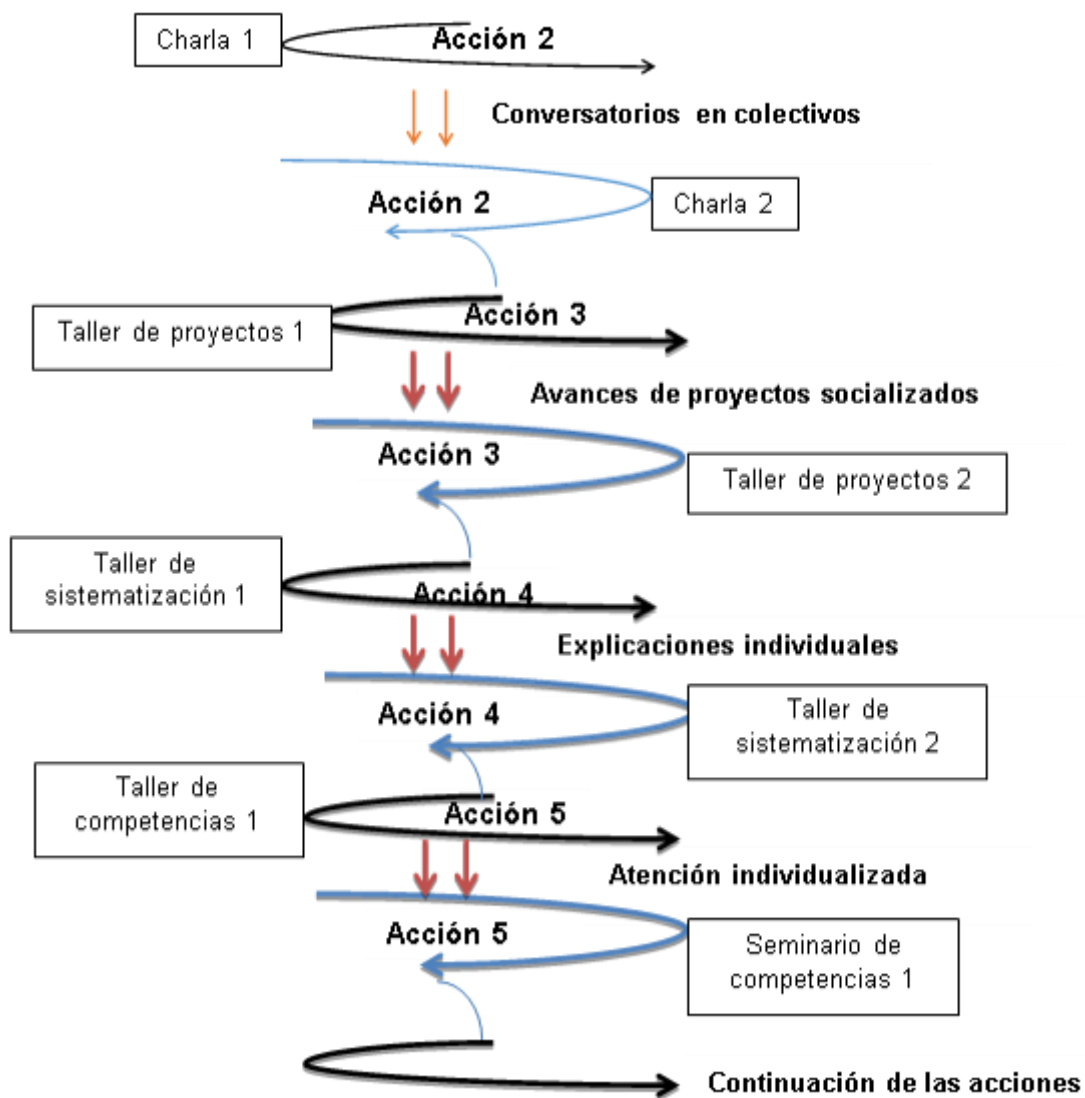 Charla 1
Acción 2
Conversatorios en colectivos
Acción 2
Charla 2
Acción 3
Taller de proyectos 1
Avances de proyectos socializados
Acción 3
Taller de proyectos 2
Taller de
sistematización 1
Acción 4
Explicaciones individuales
Acción 4
Taller de
sistematización 2
Taller de
competencias 1
Acción 5
Atención individualizada
Acción 5
Seminario de
competencias 1
Continuación de las acciones